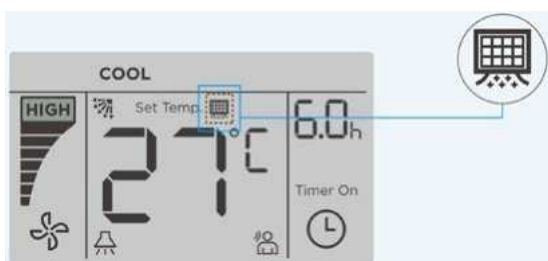 COOL
HIGH
Set Temp.
6.0h
27°C
Timer On